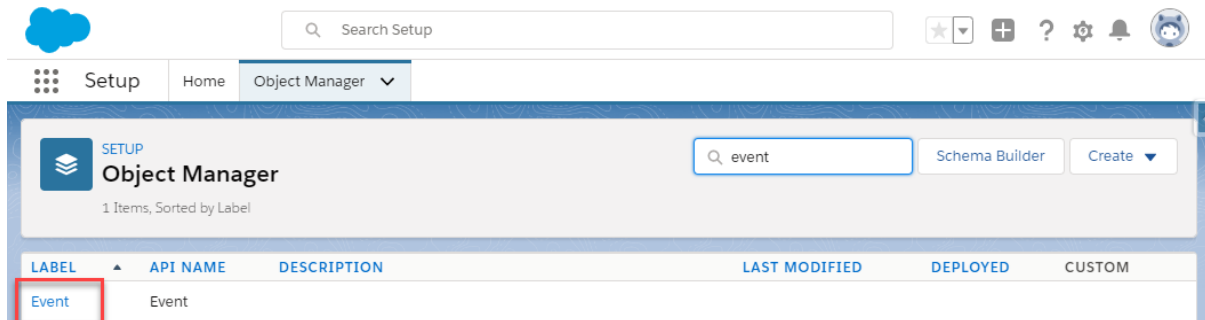 Search Setup
Setup Home Object Manager
SETUP
Object Manager
event
Schema Builder
Create
1 Items, Sorted by Label
LABEL API NAME DESCRIPTION LAST MODIFIED DEPLOYED CUSTOM
Event Event